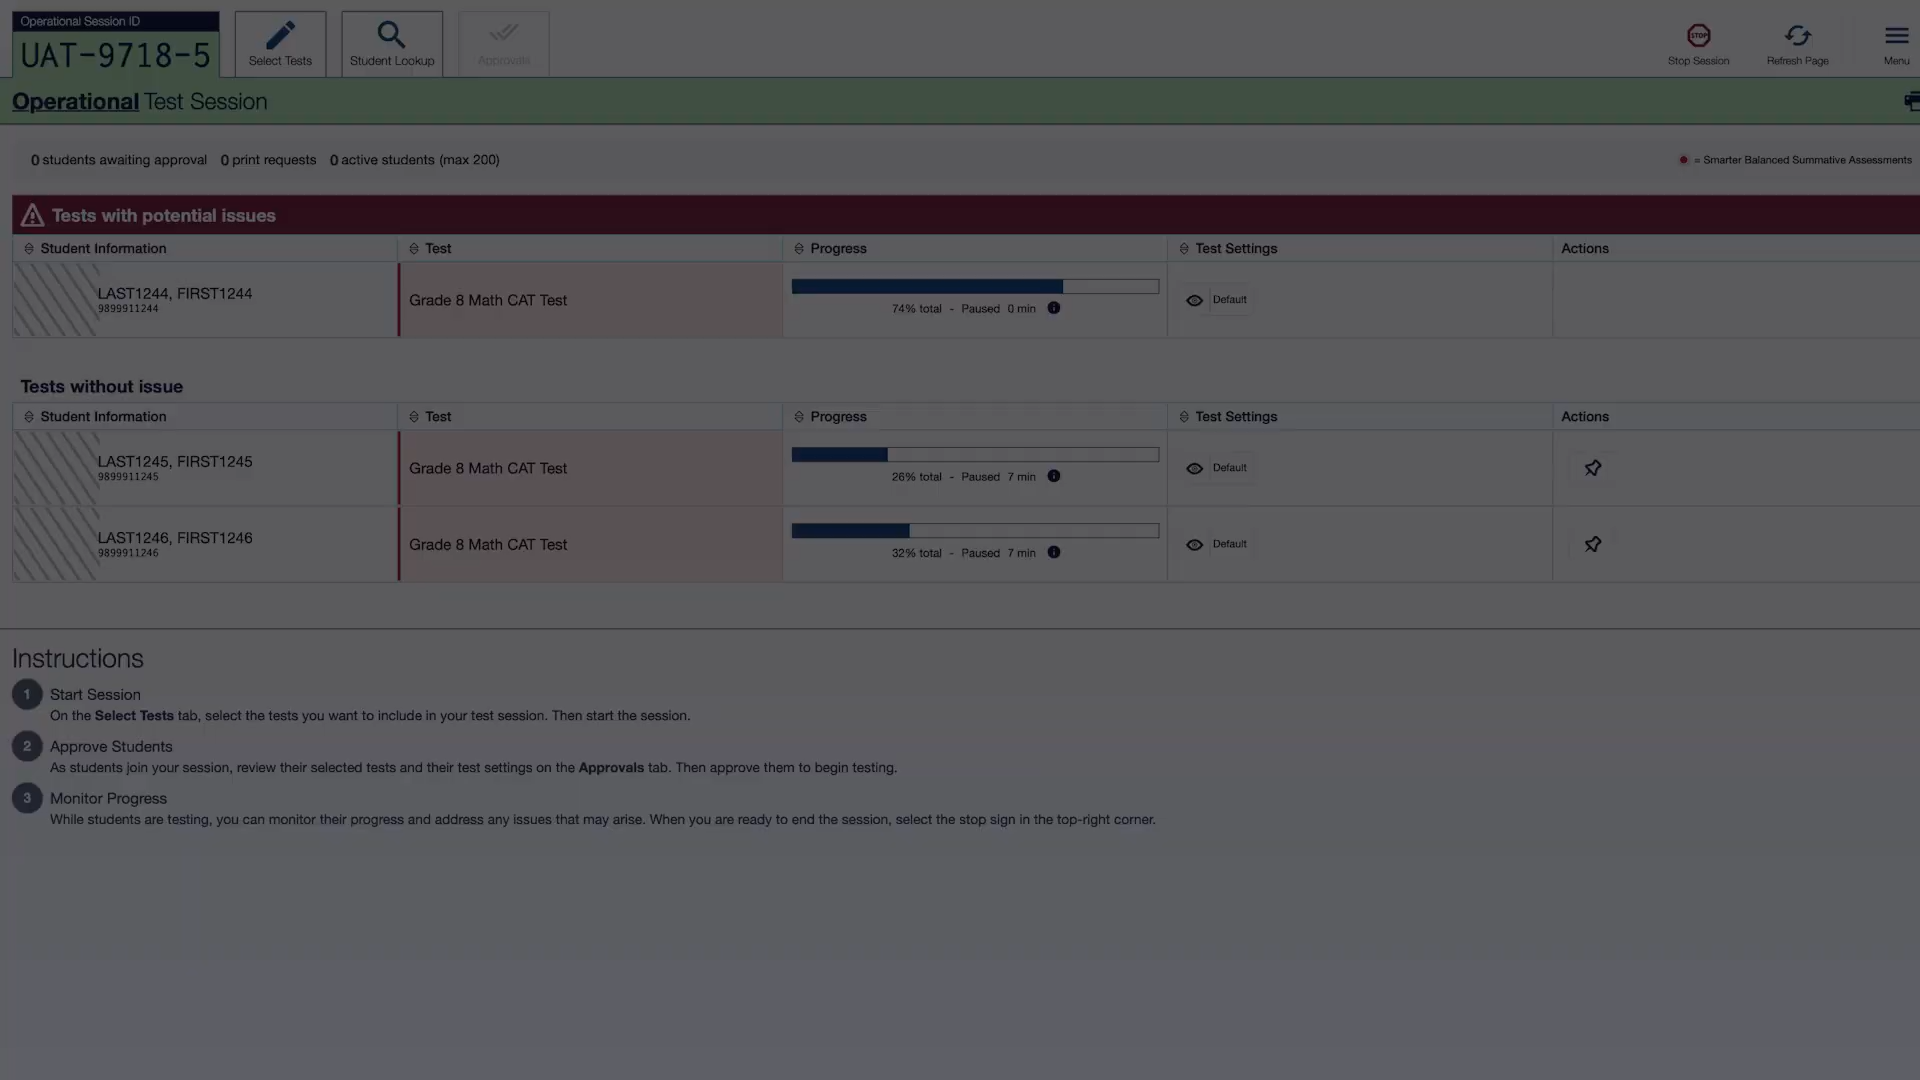 Operational Session ID
UAT-9718-5
Select Tests
Student Lookup
Approvals
STOP
Stop Session
Refresh Page
Menu
Operational Test Session
0 students awaiting approval 0 print requests 0 active students (max 200)
= Smarter Balanced Summative Assessments
Tests with potential issues
Student Information Test Progress Test Settings Actions
LAST1244, FIRST1244
9899911244
Grade 8 Math CAT Test
74% total - Paused 0 min
Default
Tests without issue
Student Information Test Progress Test Settings Actions
LAST1245, FIRST1245
9899911245
Grade 8 Math CAT Test
26% total - Paused 7 min
Default
LAST1246, FIRST1246
9899911246
Grade 8 Math CAT Test
32% total - Paused 7 min
Default
Instructions
1 Start Session
On the Select Tests tab, select the tests you want to include in your test session. Then start the session.
2 Approve Students
As students join your session, review their selected tests and their test settings on the Approvals tab. Then approve them to begin testing.
3 Monitor Progress
While students are testing, you can monitor their progress and address any issues that may arise. When you are ready to end the session, select the stop sign in the top-right corner.